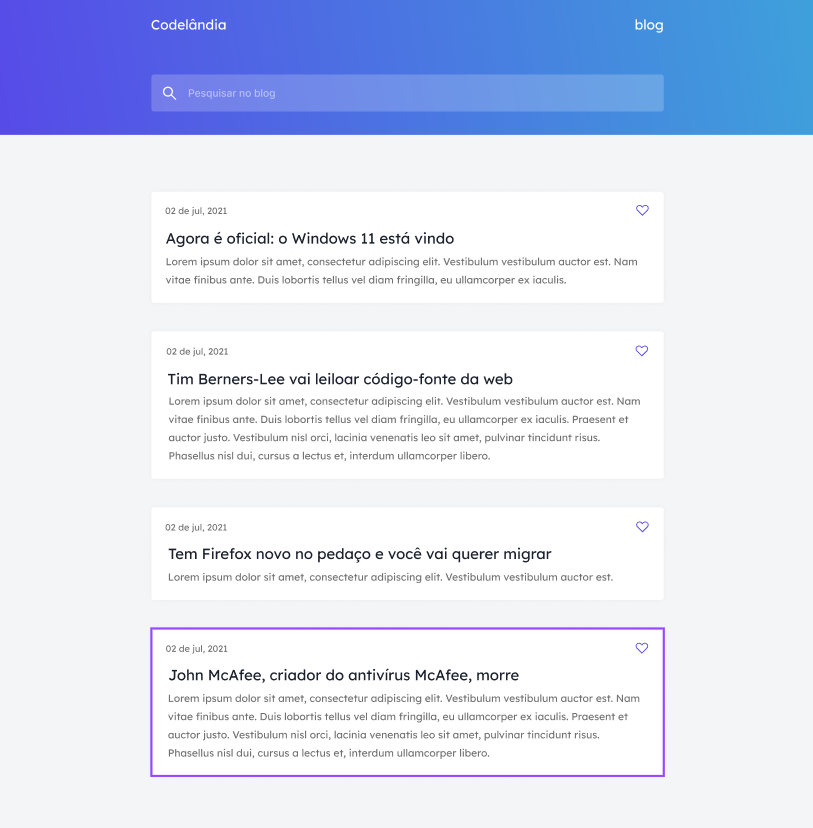 Codelândia
blog
Pesquisar no blog
02 de jul, 2021
Agora é oficial: o Windows 11 está vindo
Lorem ipsum dolor sit amet, consectetur adipiscing elit. Vestibulum vestibulum auctor est. Nam
vitae finibus ante. Duis lobortis tellus vel diam fringilla, eu ullamcorper ex iaculis.
02 de jul, 2021
Tim Berners-Lee vai leiloar código-fonte da web
Lorem ipsum dolor sit amet, consectetur adipiscing elit. Vestibulum vestibulum auctor est. Nam
vitae finibus ante. Duis lobortis tellus vel diam fringilla, eu ullamcorper ex iaculis. Praesent et
auctor justo. Vestibulum nisl orci, lacinia venenatis leo sit amet, pulvinar tincidunt risus.
Phasellus nisl dui, cursus a lectus et, interdum ullamcorper libero.
02 de jul, 2021
Tem Firefox novo no pedaço e você vai querer migrar
Lorem ipsum dolor sit amet, consectetur adipiscing elit. Vestibulum vestibulum auctor est.
02 de jul, 2021
John McAfee, criador do antivírus McAfee, morre
Lorem ipsum dolor sit amet, consectetur adipiscing elit. Vestibulum vestibulum auctor est. Nam
vitae finibus ante. Duis lobortis tellus vel diam fringilla, eu ullamcorper ex iaculis. Praesent et
auctor justo. Vestibulum nisl orci, lacinia venenatis leo sit amet, pulvinar tincidunt risus.
Phasellus nisl dui, cursus a lectus et, interdum ullamcorper libero.